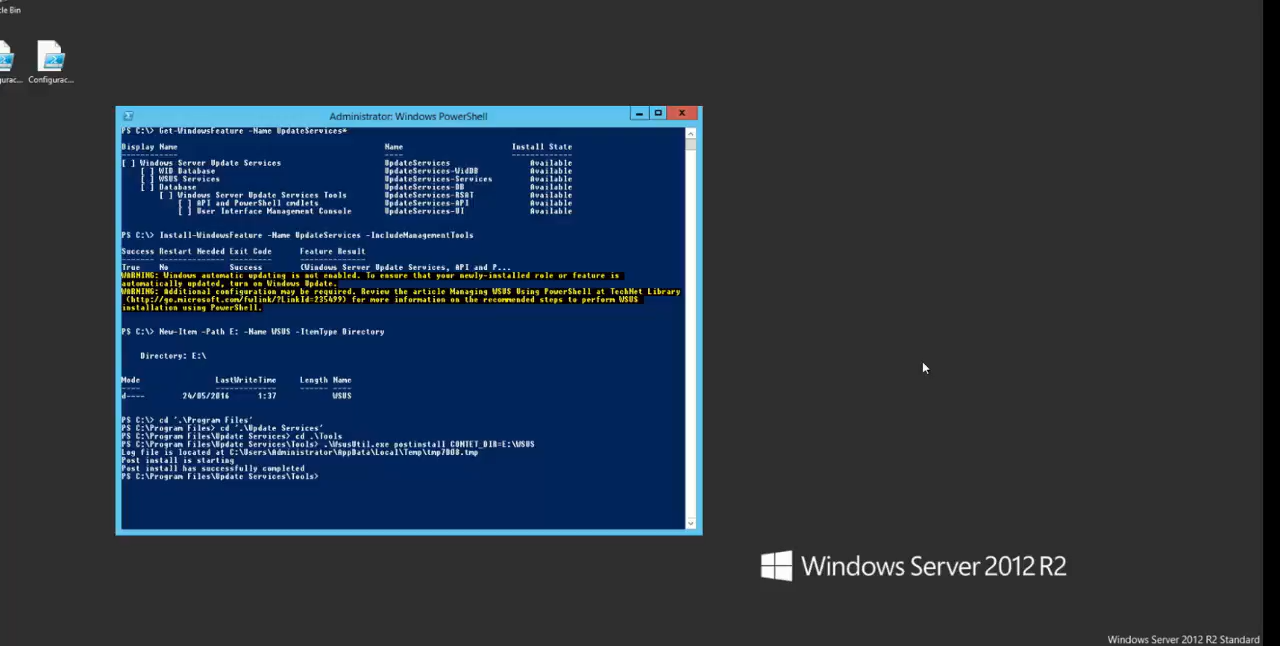 cle Bin
gurac...
Configurac...
Administrator: Windows PowerShell
PS C:\> Get-WindowsFeature -Name UpdateServices*
Display Name Name Install State
[ ] Windows Server Update Services UpdateServices Available
[ ] WID Database UpdateServices-WidDB Available
[ ] WSUS Services UpdateServices-Services Available
[ ] Database UpdateServices-DB Available
[ ] Windows Server Update Services Tools UpdateServices-RSAT Available
[ ] API and PowerShell cmdlets UpdateServices-API Available
[ ] User Interface Management Console UpdateServices-UI Available
PS C:\> Install-WindowsFeature -Name UpdateServices -IncludeManagementTools
Success Restart Needed Exit Code Feature Result
True No Success {Windows Server Update Services, API and P...
WARNING: Windows automatic updating is not enabled. To ensure that your newly-installed role or feature is
automatically updated, turn on Windows Update.
WARNING: Additional configuration may be required. Review the article Managing WSUS Using PowerShell at TechNet Library
(http://go.microsoft.com/fwlink/?LinkId=235499) for more information on the recommended steps to perform WSUS
installation using PowerShell.
PS C:\> New-Item -Path E: -Name WSUS -ItemType Directory
Directory: E:\
Mode LastWriteTime Length Name
d---- 24/05/2016 1:37 WSUS
PS C:\> cd '.\Program Files'
PS C:\Program Files> cd '.\Update Services'
PS C:\Program Files\Update Services> cd .\Tools
PS C:\Program Files\Update Services\Tools> .\WsusUtil.exe postinstall CONTET_DIR=E:\WSUS
Log file is located at C:\Users\Administrator\AppData\Local\Temp\tmp7DOB.tmp
Post install is starting
Post install has successfully completed
PS C:\Program Files\Update Services\Tools>
Windows Server 2012 R2
Windows Server 2012 R2 Standard